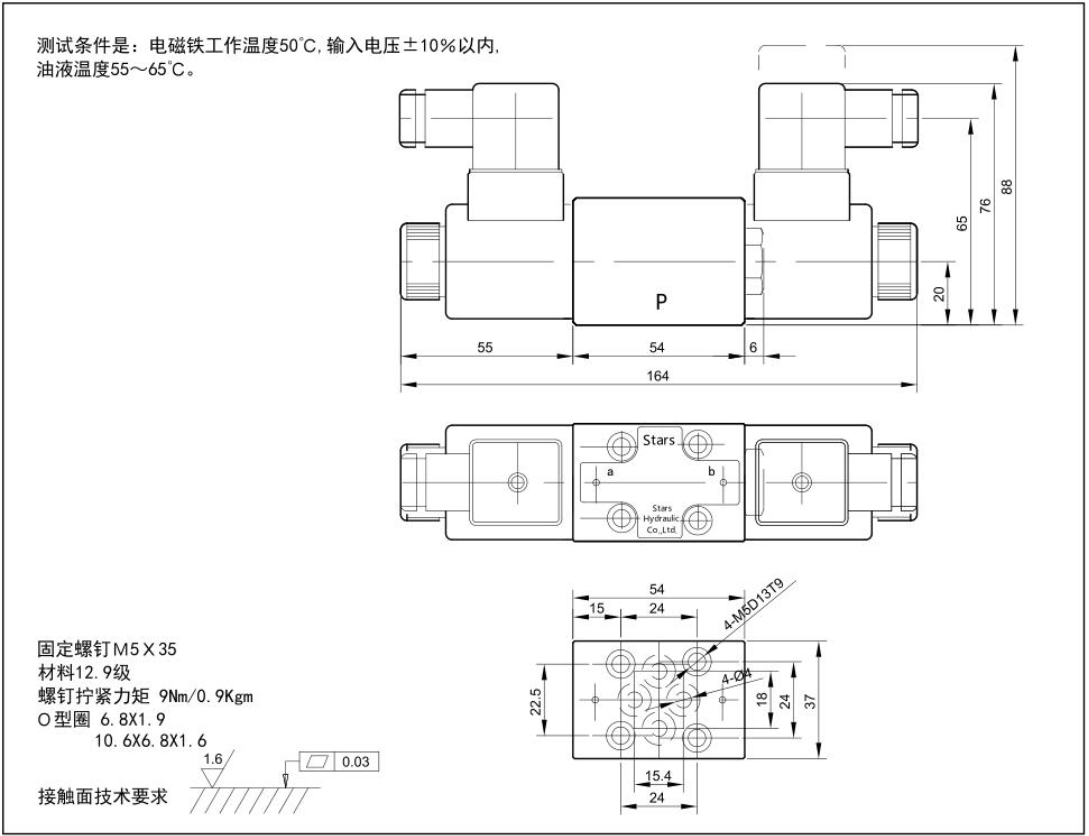 测试条件是：电磁铁工作温度50℃,输入电压±10%以内,
油液温度55～65℃。
88
76
65
20
P
55
54
6
164
Stars
a
b
Stars
Hydraulic
Co.,Ltd.
54
15
24
4-M5D13T9
4-Ø4
22.5
18
24
37
15.4
24
固定螺钉M5X35
材料12.9级
螺钉拧紧力矩 9Nm/0.9Kgm
O型圈 6.8X1.9
10.6X6.8X1.6
1.6
0.03
接触面技术要求